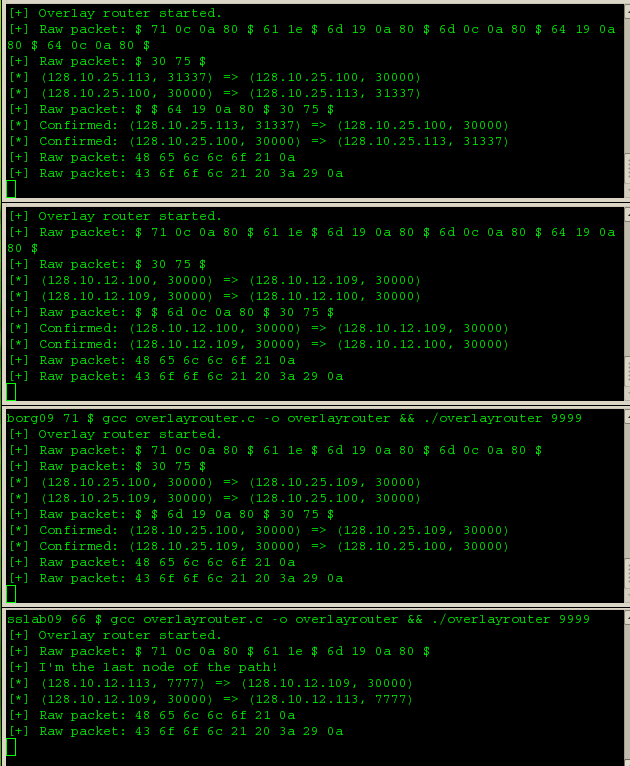 [+] Overlay router started.
[+] Raw packet: $ 71 0c 0a 80 $ 61 1e $ 6d 19 0a 80 $ 6d 0c 0a 80 $ 64 19 0a
80 $ 64 0c 0a 80 $
[+] Raw packet: $ 30 75 $
[*] (128.10.25.113, 31337) => (128.10.25.100, 30000)
[*] (128.10.25.100, 30000) => (128.10.25.113, 31337)
[+] Raw packet: $ $ 64 19 0a 80 $ 30 75 $
[*] Confirmed: (128.10.25.113, 31337) => (128.10.25.100, 30000)
[*] Confirmed: (128.10.25.100, 30000) => (128.10.25.113, 31337)
[+] Raw packet: 48 65 6c 6c 6f 21 0a
[+] Raw packet: 43 6f 6f 6c 21 20 3a 29 0a
[+] Overlay router started.
[+] Raw packet: $ 71 0c 0a 80 $ 61 1e $ 6d 19 0a 80 $ 6d 0c 0a 80 $ 64 19 0a
80 $
[+] Raw packet: $ 30 75 $
[*] (128.10.12.100, 30000) => (128.10.12.109, 30000)
[*] (128.10.12.109, 30000) => (128.10.12.100, 30000)
[+] Raw packet: $ $ 6d 0c 0a 80 $ 30 75 $
[*] Confirmed: (128.10.12.100, 30000) => (128.10.12.109, 30000)
[*] Confirmed: (128.10.12.109, 30000) => (128.10.12.100, 30000)
[+] Raw packet: 48 65 6c 6c 6f 21 0a
[+] Raw packet: 43 6f 6f 6c 21 20 3a 29 0a
borg09 71 $ gcc overlayrouter.c -o overlayrouter && ./overlayrouter 9999
[+] Overlay router started.
[+] Raw packet: $ 71 0c 0a 80 $ 61 1e $ 6d 19 0a 80 $ 6d 0c 0a 80 $
[+] Raw packet: $ 30 75 $
[*] (128.10.25.100, 30000) => (128.10.25.109, 30000)
[*] (128.10.25.109, 30000) => (128.10.25.100, 30000)
[+] Raw packet: $ $ 6d 19 0a 80 $ 30 75 $
[*] Confirmed: (128.10.25.100, 30000) => (128.10.25.109, 30000)
[*] Confirmed: (128.10.25.109, 30000) => (128.10.25.100, 30000)
[+] Raw packet: 48 65 6c 6c 6f 21 0a
[+] Raw packet: 43 6f 6f 6c 21 20 3a 29 0a
sslab09 66 $ gcc overlayrouter.c -o overlayrouter && ./overlayrouter 9999
[+] Overlay router started.
[+] Raw packet: $ 71 0c 0a 80 $ 61 1e $ 6d 19 0a 80 $
[+] I'm the last node of the path!
[*] (128.10.12.113, 7777) => (128.10.12.109, 30000)
[*] (128.10.12.109, 30000) => (128.10.12.113, 7777)
[+] Raw packet: 48 65 6c 6c 6f 21 0a
[+] Raw packet: 43 6f 6f 6c 21 20 3a 29 0a